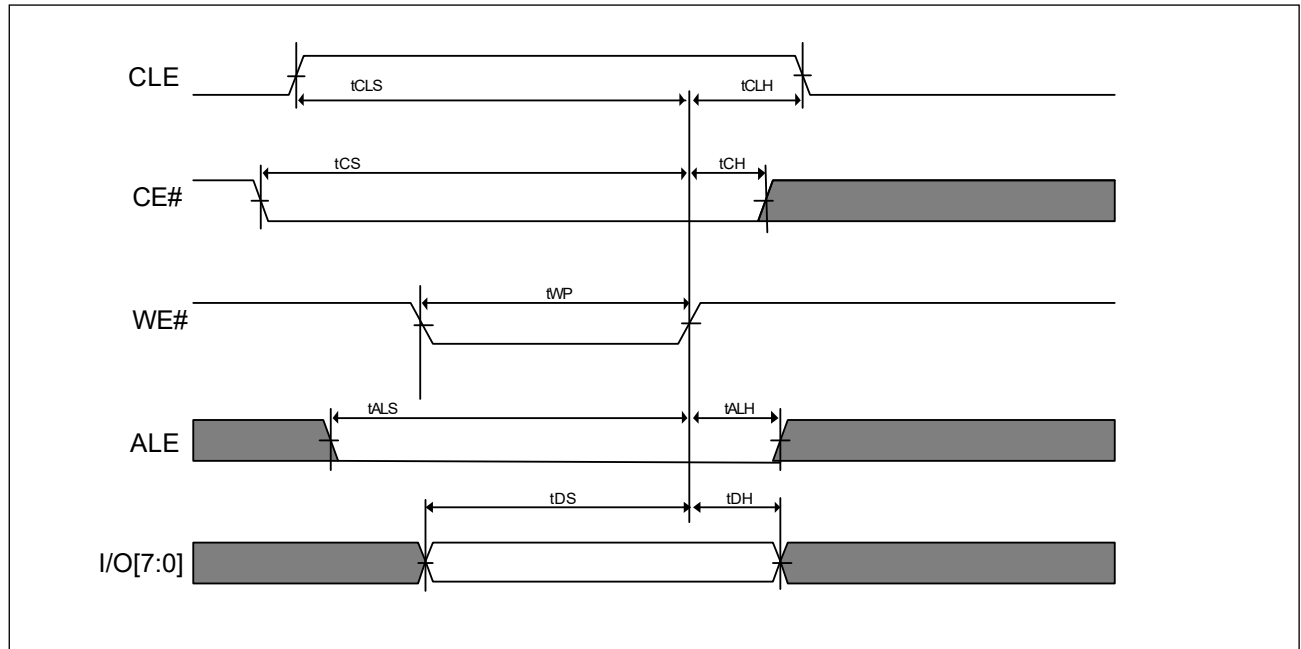 CLE
tCLS
tCLH
tCS
tCH
CE#
tWP
WE#
tALS
tALH
ALE
tDS
tDH
I/O[7:0]